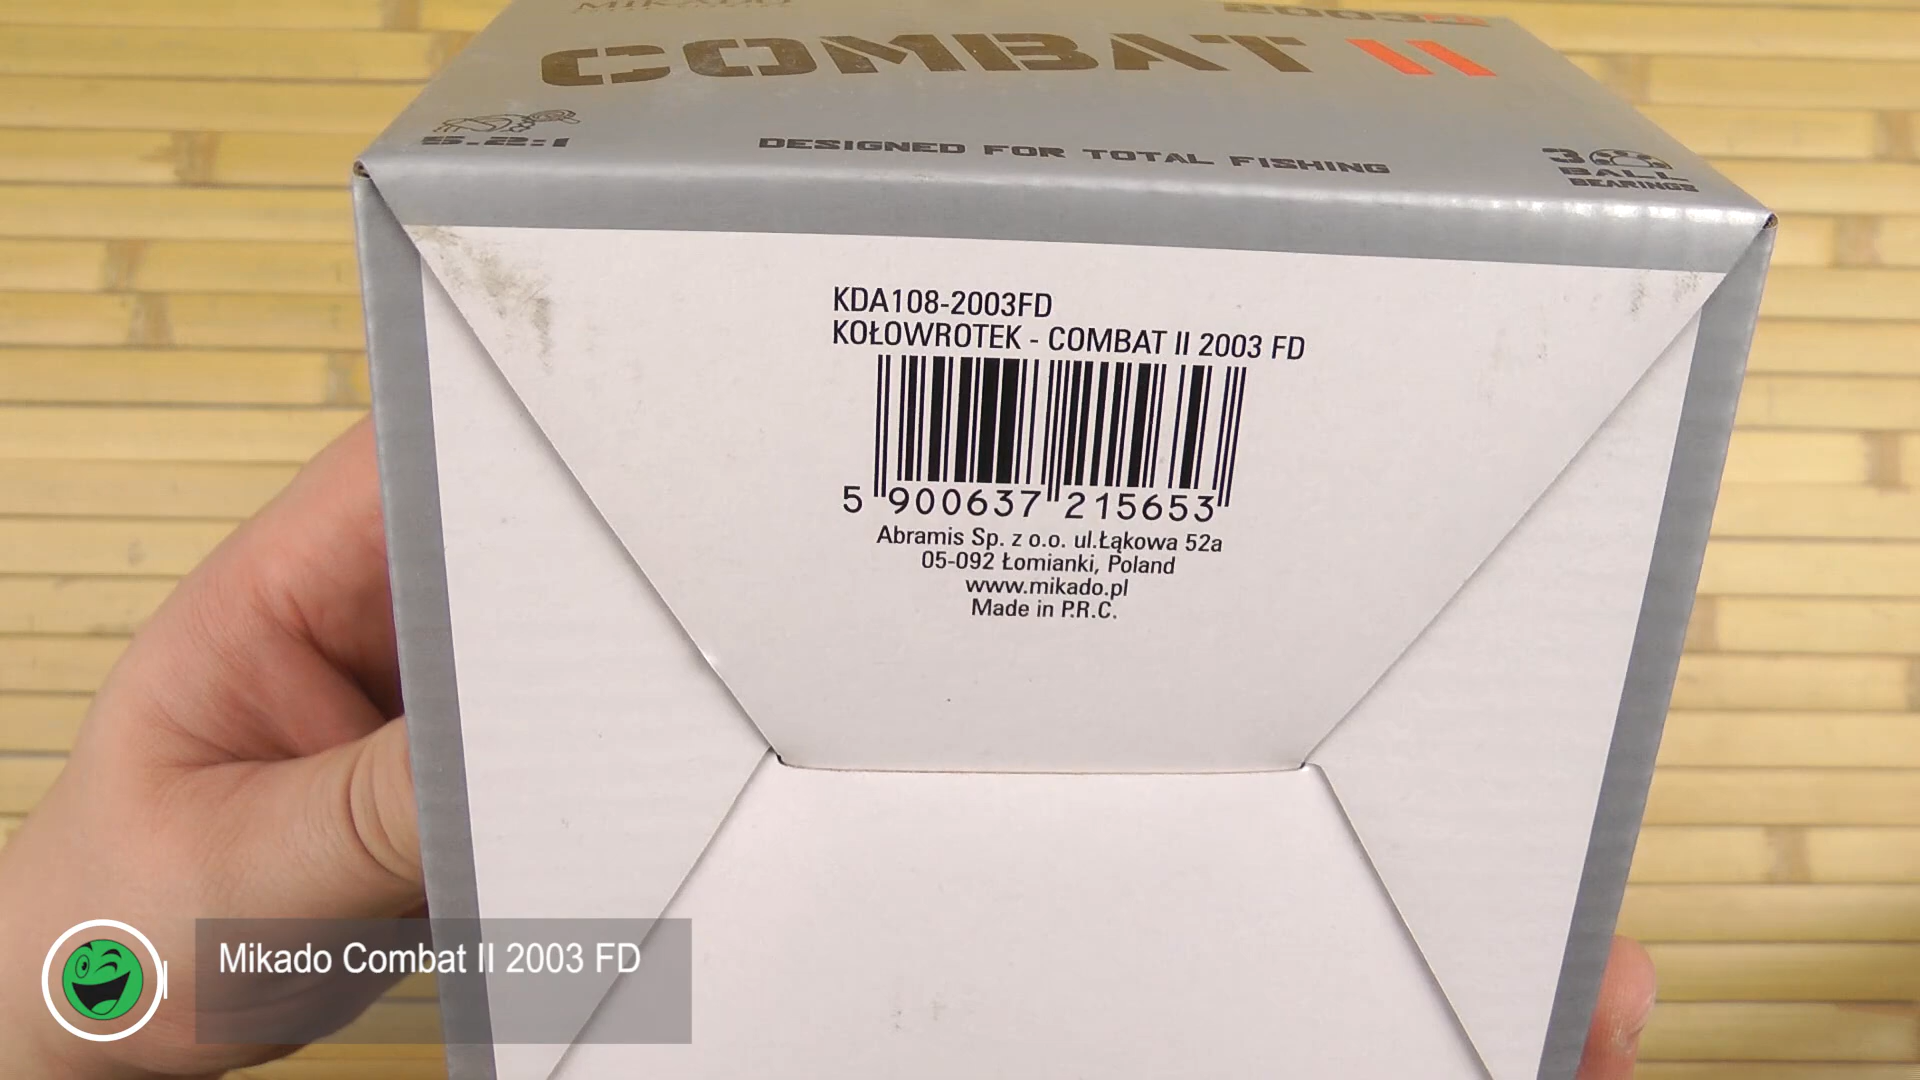 MIKADO
2003
COMBAT II
5.2:1
DESIGNED FOR TOTAL FISHING
3
BALL
BEARINGS
KDA108-2003FD
KOŁOWROTEK - COMBAT II 2003 FD
5 900637 215653
Abramis Sp. z o.o. ul.Łąkowa 52a
05-092 Łomianki, Poland
www.mikado.pl
Made in P.R.C.
Mikado Combat II 2003 FD